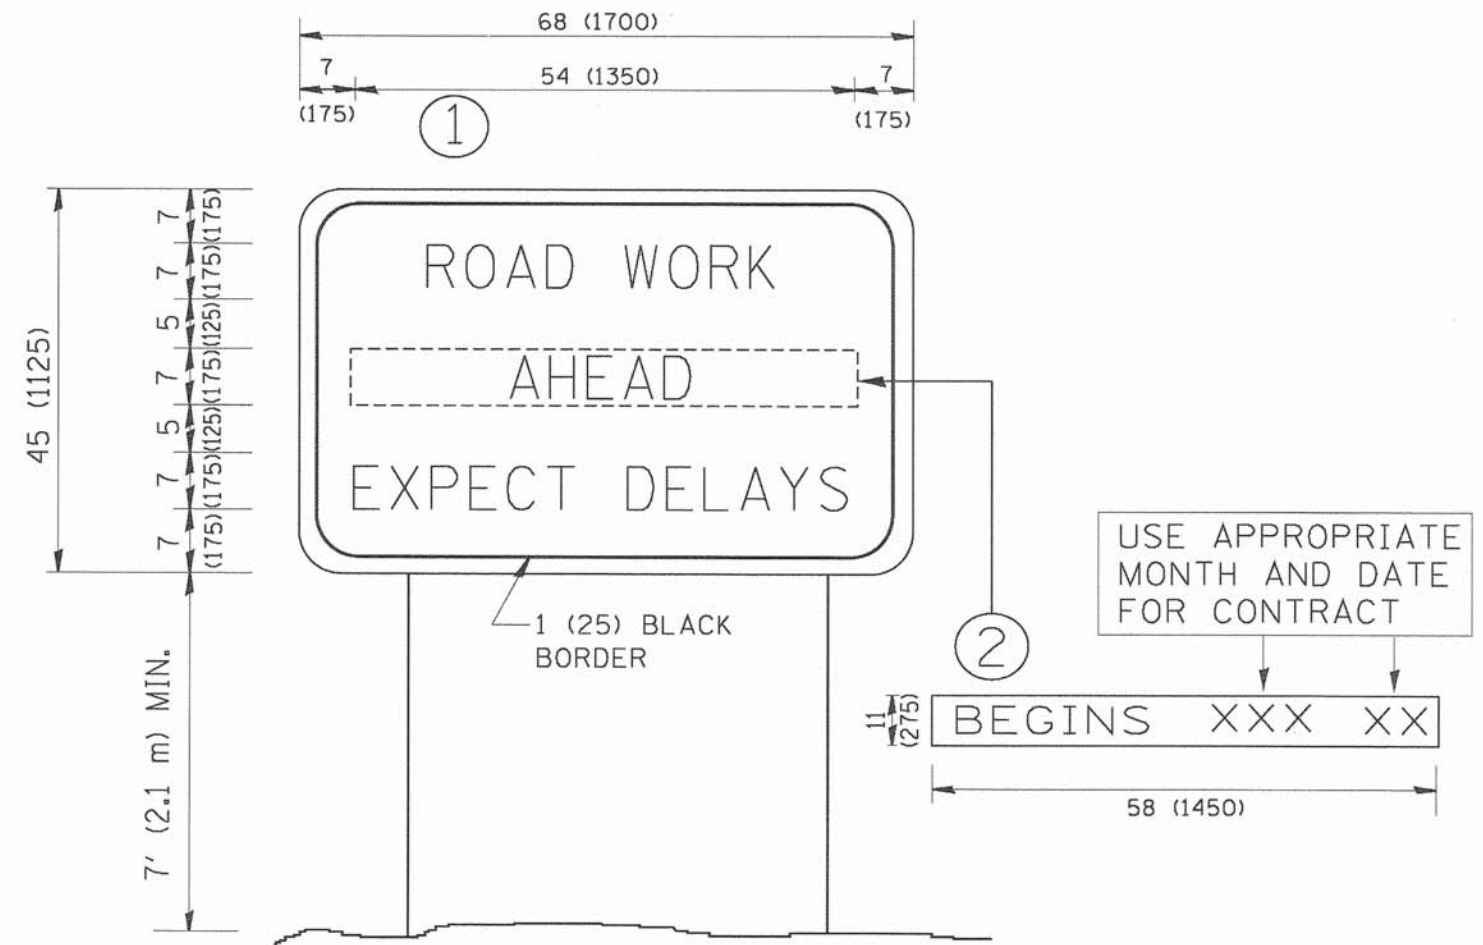 68 (1700)
7
54 (1350)
7
(175)
(175)
1
45 (1125)
7 (175)
7 (175)
5 (125)
7 (175)
5 (125)
7 (175)
7 (175)
ROAD WORK
AHEAD
EXPECT DELAYS
1 (25) BLACK
BORDER
7' (2.1 m) MIN.
2
USE APPROPRIATE
MONTH AND DATE
FOR CONTRACT
11
(275)
BEGINS XXX XX
58 (1450)